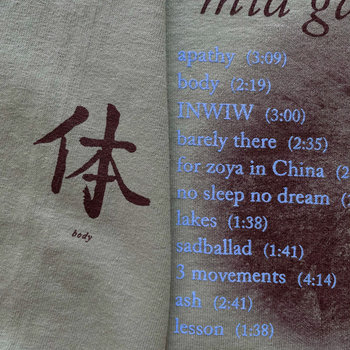 体
body
apathy (3:09)
body (2:19)
INWIW (3:00)
barely there (2:35)
for zoya in China (2
no sleep no dream (
lakes (1:38)
sadballad (1:41)
3 movements (4:14)
ash (2:41)
lesson (1:38)